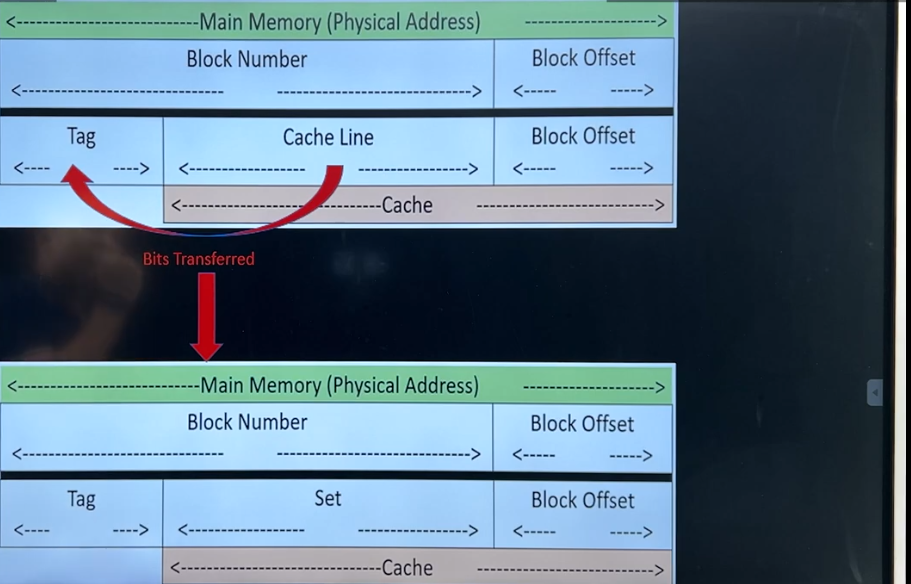 <---------------------------Main Memory (Physical Address) -------------------->
Block Number Block Offset
<------------------------------- ----------------------------> <----- ----->
Tag Cache Line Block Offset
<---- ----> <----------------- -----------------> <----- ----->
<-----------------------------Cache --------------------------->
Bits Transferred
<---------------------------Main Memory (Physical Address) -------------------->
Block Number Block Offset
<------------------------------- ----------------------------> <----- ----->
Tag Set Block Offset
<---- ----> <----------------- -----------------> <----- ----->
<-----------------------------Cache --------------------------->